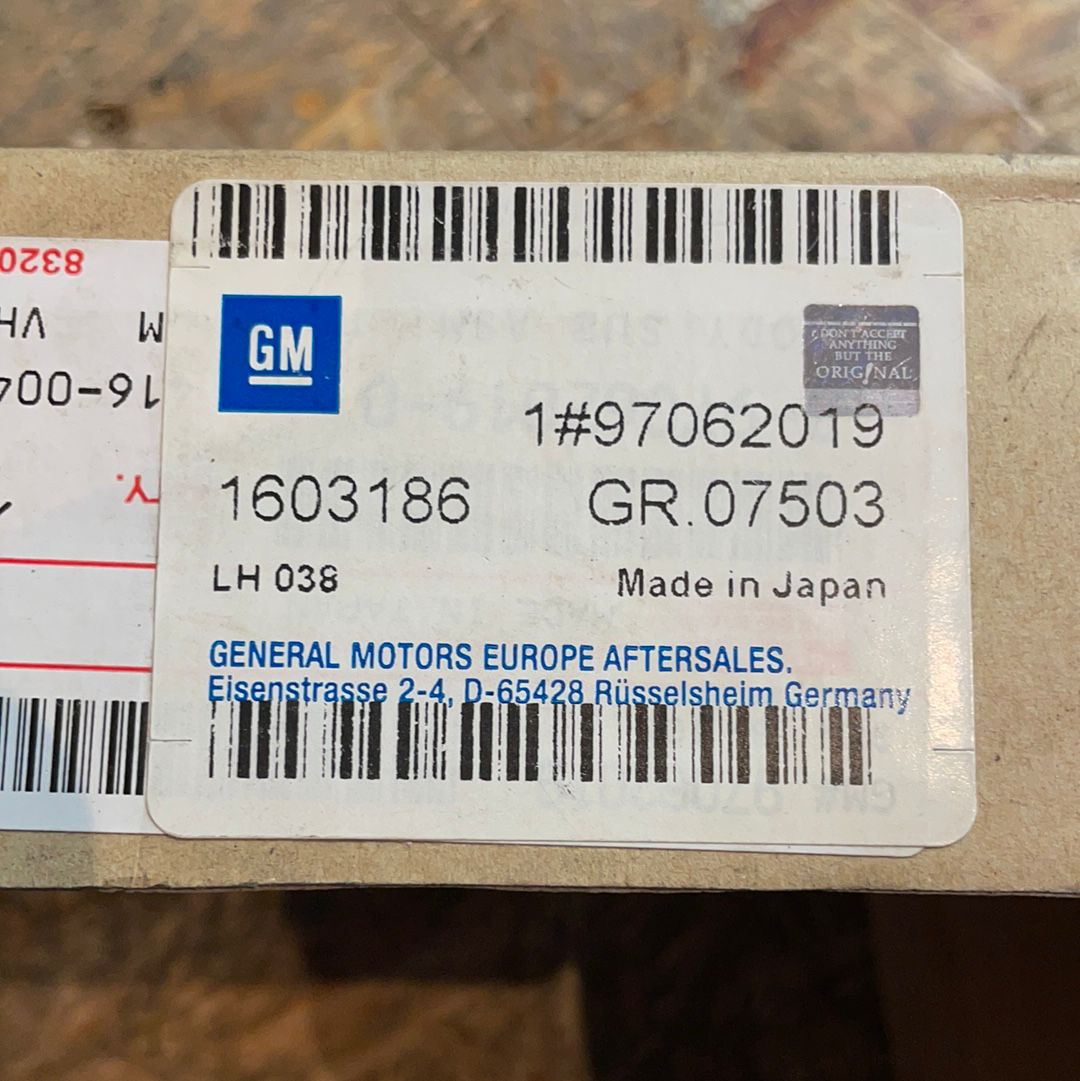 GM
DON'T ACCEPT
ANYTHING
BUT THE
ORIGINAL
1#97062019
1603186 GR.07503
LH 038 Made in Japan
GENERAL MOTORS EUROPE AFTERSALES.
Eisenstrasse 2-4, D-65428 Rüsselsheim Germany
8320